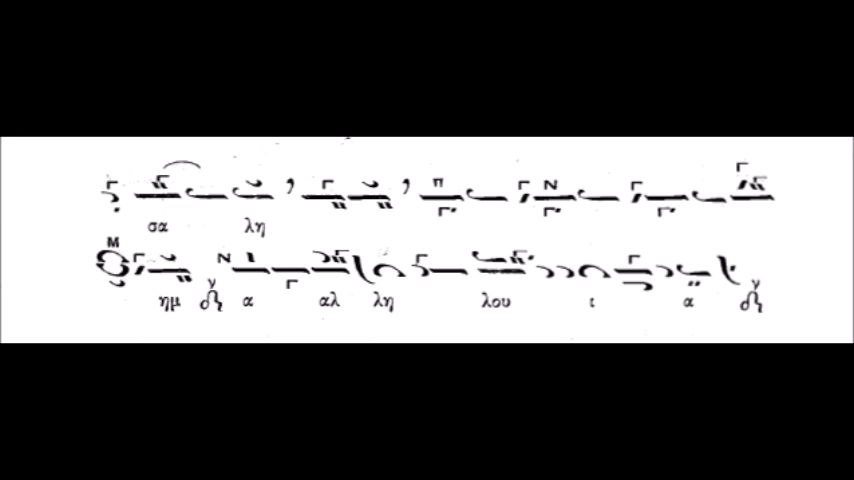 σα λη
ημ α αλ λη λου ι α